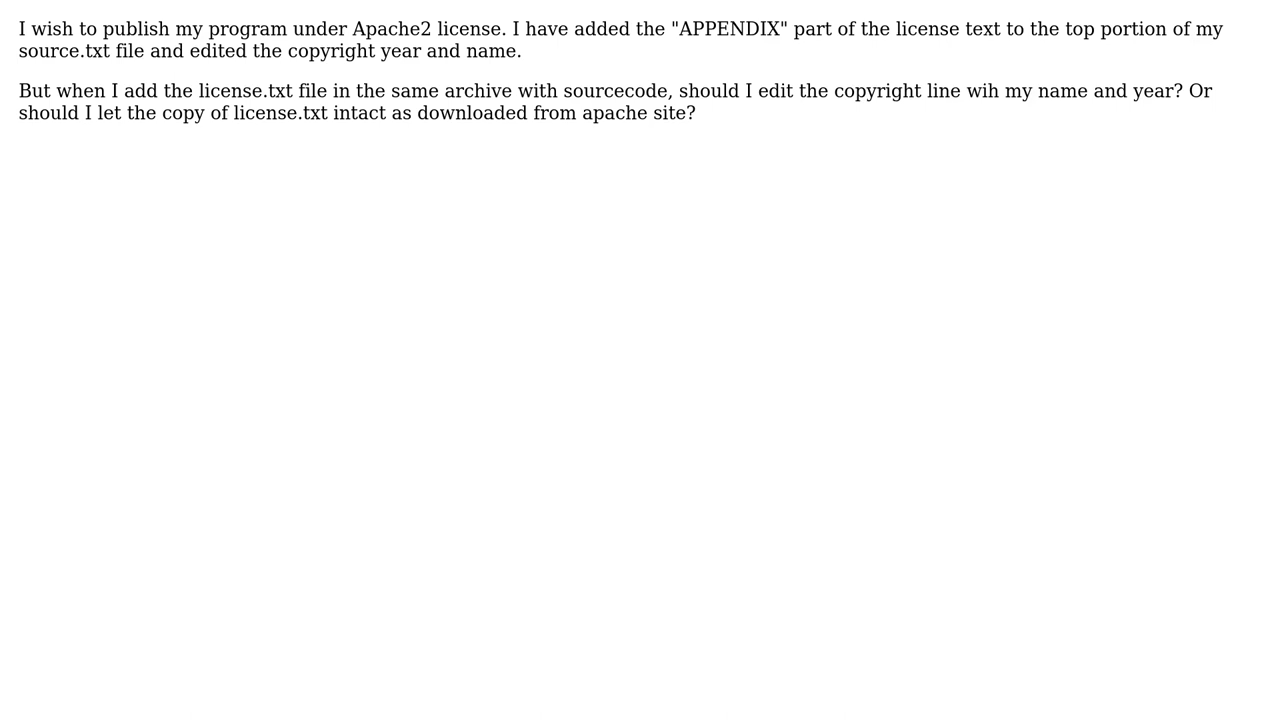 I wish to publish my program under Apache2 license. I have added the "APPENDIX" part of the license text to the top portion of my
source.txt file and edited the copyright year and name.
But when I add the license.txt file in the same archive with sourcecode, should I edit the copyright line wih my name and year? Or
should I let the copy of license.txt intact as downloaded from apache site?